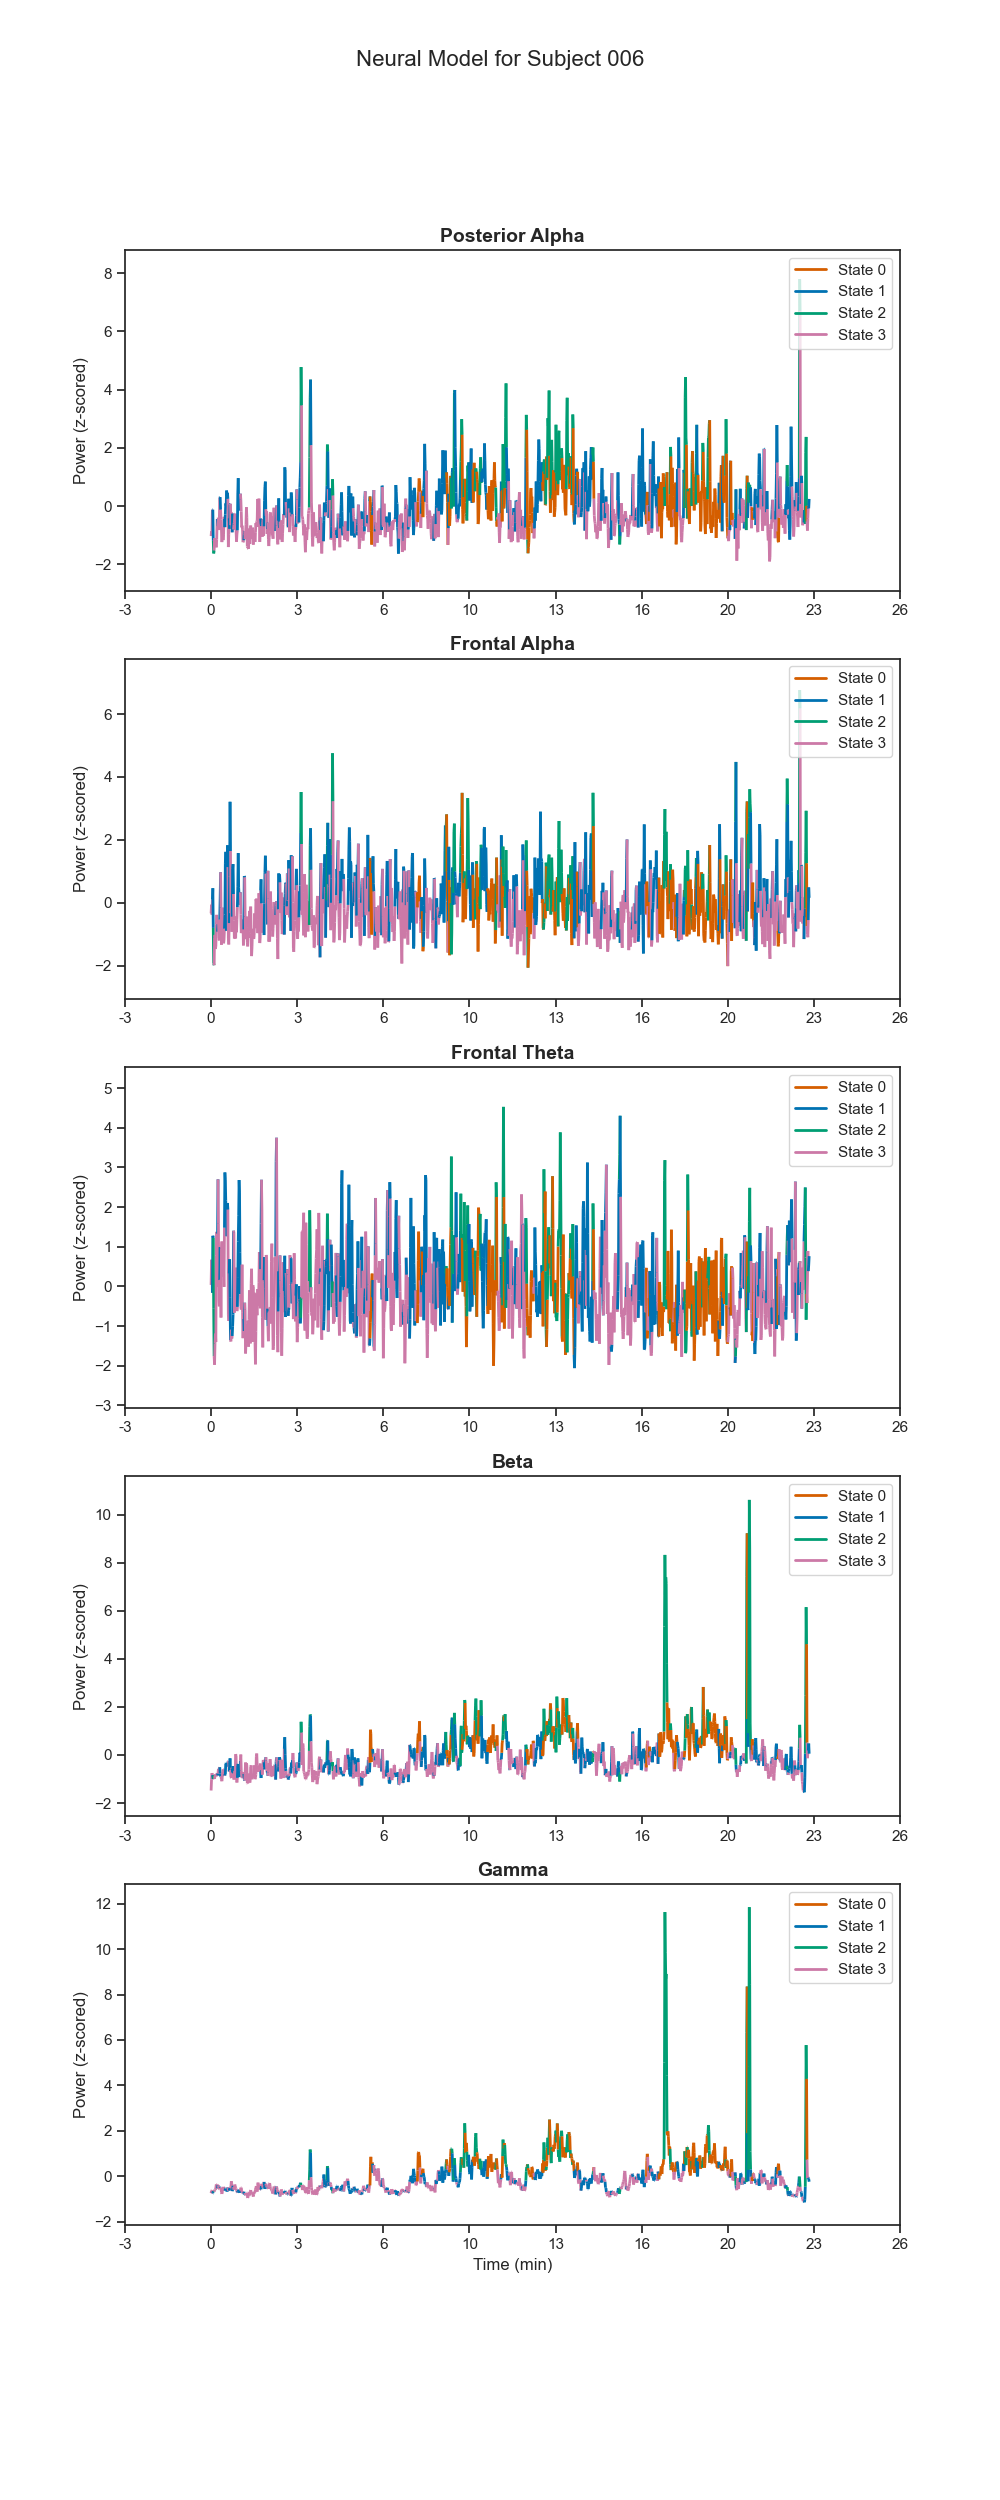 Neural Model for Subject 006
Posterior Alpha
8
6
4
2
0
−2
Power (z-scored)
State 0
State 1
State 2
State 3
-3 0 3 6 10 13 16 20 23 26
Frontal Alpha
6
4
2
0
−2
Power (z-scored)
State 0
State 1
State 2
State 3
-3 0 3 6 10 13 16 20 23 26
Frontal Theta
5
4
3
2
1
0
−1
−2
−3
Power (z-scored)
State 0
State 1
State 2
State 3
-3 0 3 6 10 13 16 20 23 26
Beta
10
8
6
4
2
0
−2
Power (z-scored)
State 0
State 1
State 2
State 3
-3 0 3 6 10 13 16 20 23 26
Gamma
12
10
8
6
4
2
0
−2
Power (z-scored)
State 0
State 1
State 2
State 3
-3 0 3 6 10 13 16 20 23 26
Time (min)